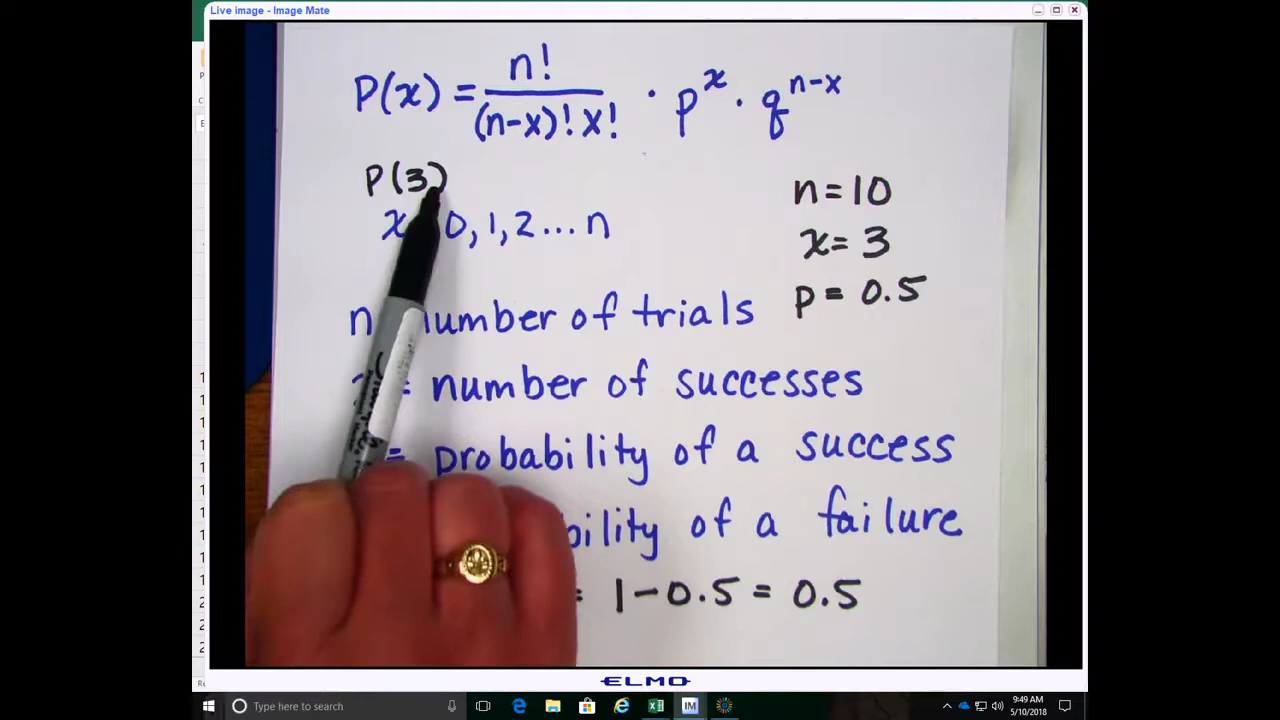 Live image - Image Mate
P(x) = n! / (n-x)! x! · p^x · q^(n-x)
P(3)
n = 10
x 0, 1, 2 ... n
x = 3
p = 0.5
n number of trials
= number of successes
= probability of a success
bility of a failure
= 1 - 0.5 = 0.5
ELMO
Type here to search
9:49 AM
5/10/2018